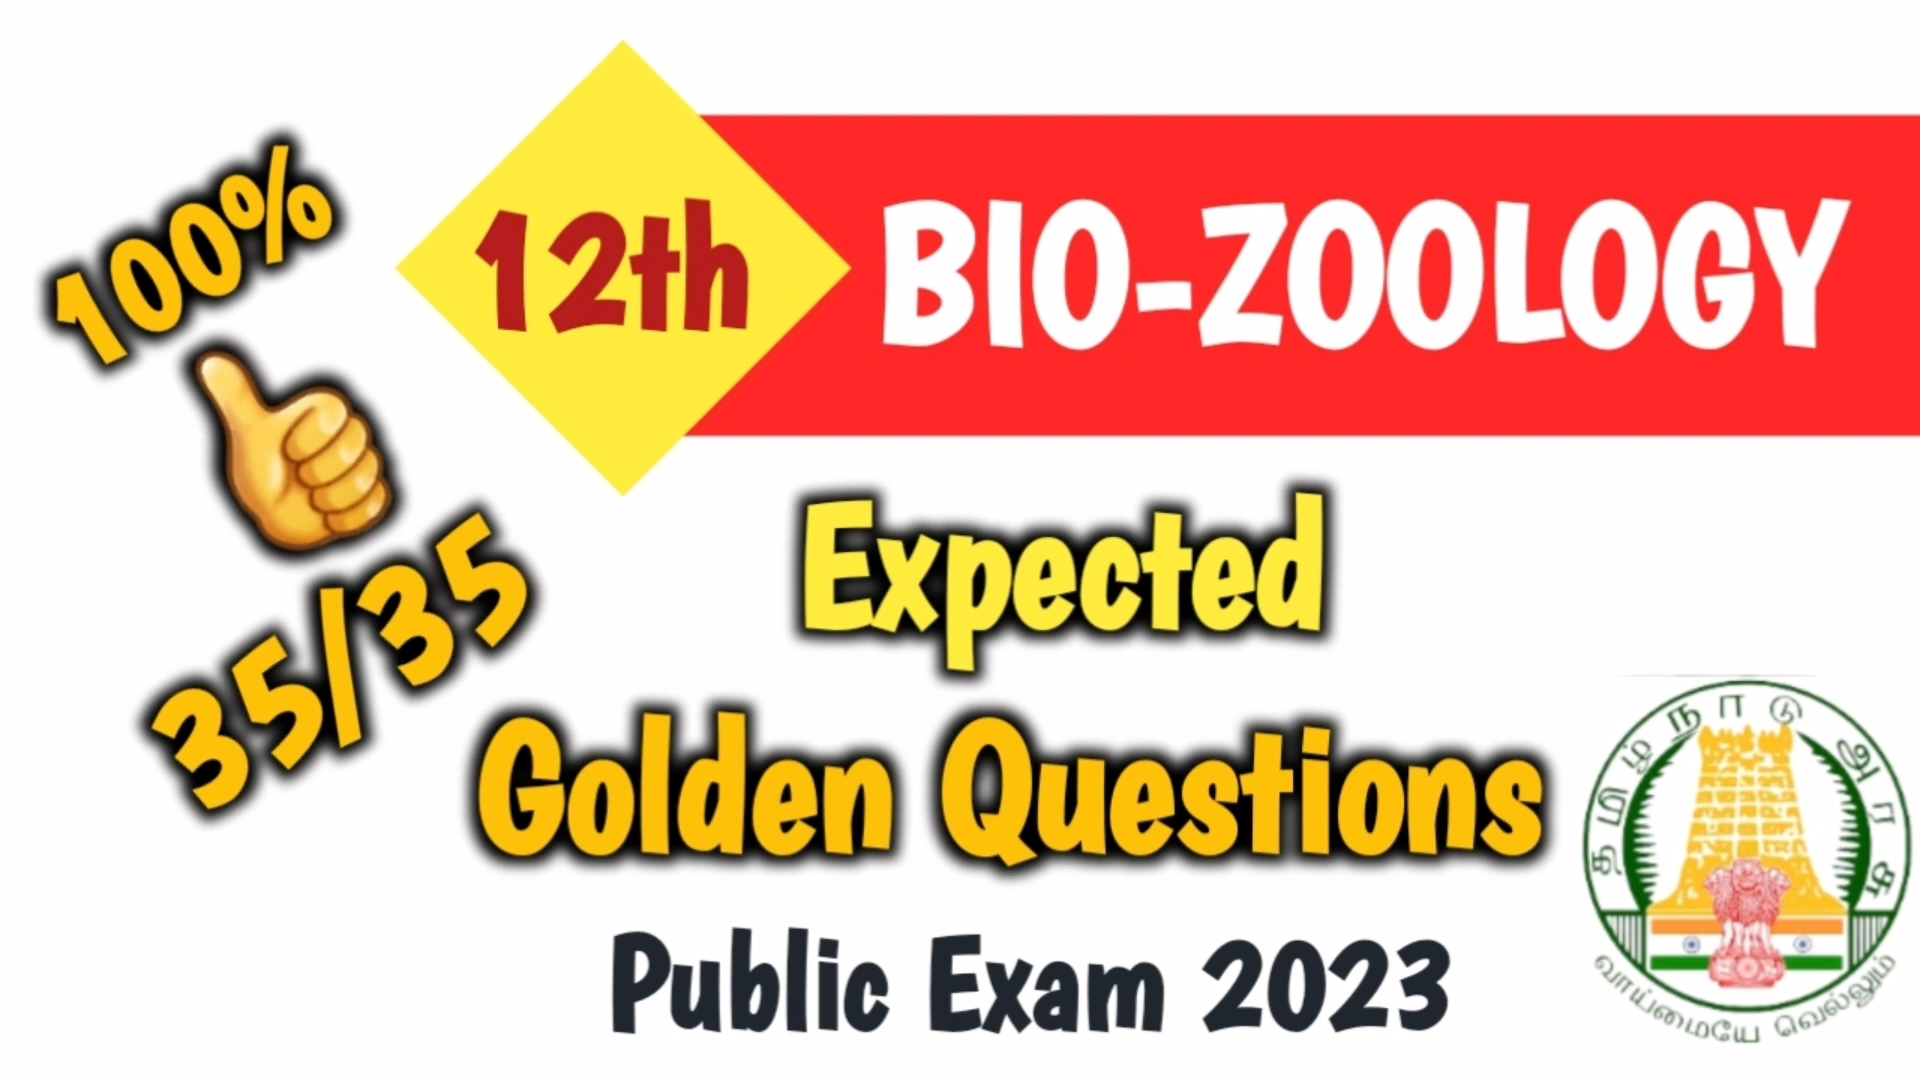 100%
12th
BIO-ZOOLOGY
35/35
Expected
Golden Questions
Public Exam 2023
தமிழ்நாடு அரசு
வாய்மையே வெல்லும்